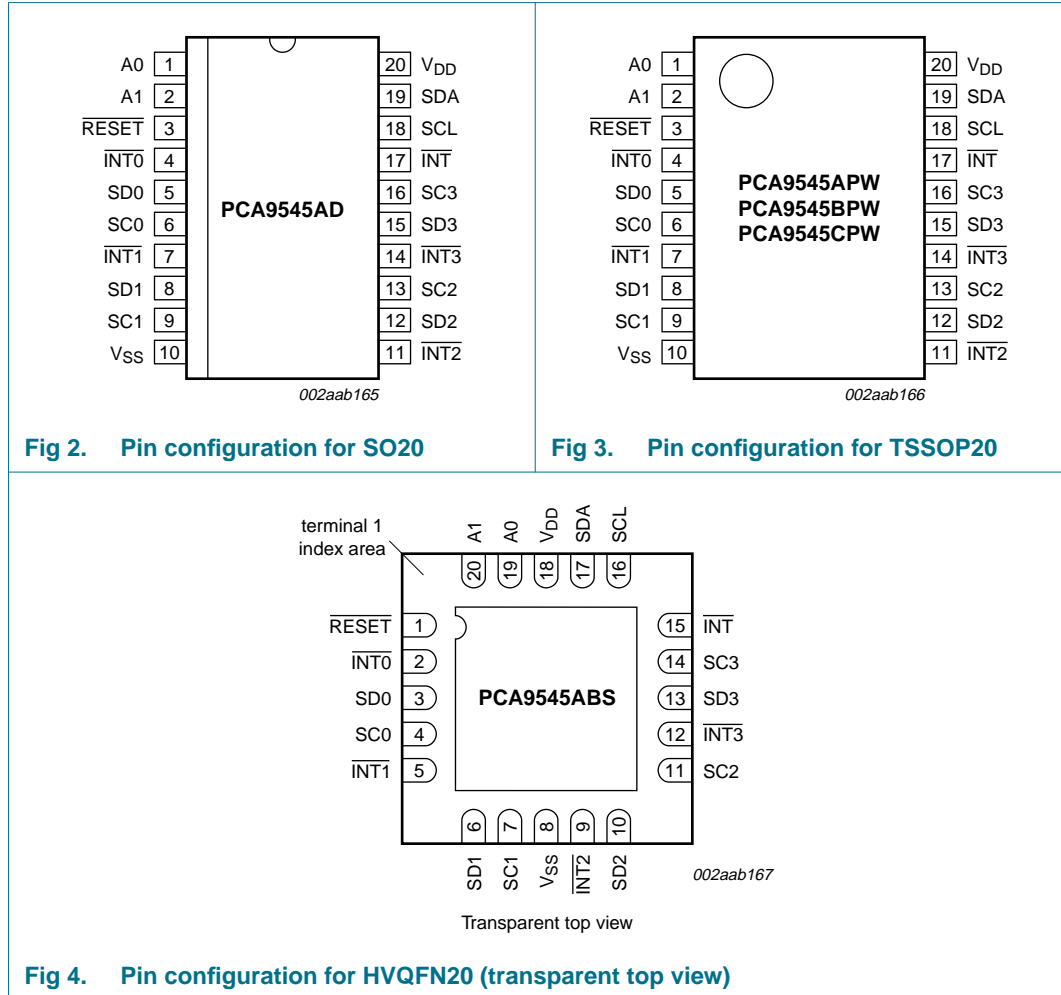 A0 1
A1 2
RESET 3
INT0 4
SD0 5
SC0 6
INT1 7
SD1 8
SC1 9
VSS 10
PCA9545AD
20 VDD
19 SDA
18 SCL
17 INT
16 SC3
15 SD3
14 INT3
13 SC2
12 SD2
11 INT2
002aab165
Fig 2. Pin configuration for SO20
A0 1
A1 2
RESET 3
INT0 4
SD0 5
SC0 6
INT1 7
SD1 8
SC1 9
VSS 10
PCA9545APW
PCA9545BPW
PCA9545CPW
20 VDD
19 SDA
18 SCL
17 INT
16 SC3
15 SD3
14 INT3
13 SC2
12 SD2
11 INT2
002aab166
Fig 3. Pin configuration for TSSOP20
terminal 1
index area
A1 A0 VDD SDA SCL
20 19 18 17 16
RESET 1
INT0 2
SD0 3
SC0 4
INT1 5
PCA9545ABS
15 INT
14 SC3
13 SD3
12 INT3
11 SC2
6 7 8 9 10
SD1 SC1 VSS INT2 SD2
002aab167
Transparent top view
Fig 4. Pin configuration for HVQFN20 (transparent top view)